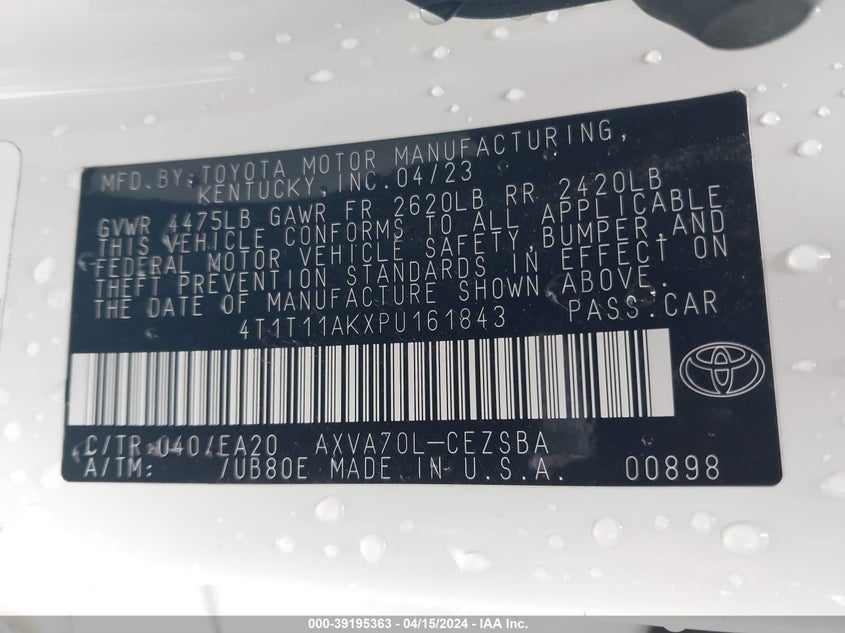 MFD. BY: TOYOTA MOTOR MANUFACTURING,
KENTUCKY, INC. 04/23
GVWR 4475LB GAWR FR 2620LB RR 2420LB
THIS VEHICLE CONFORMS TO ALL APPLICABLE
FEDERAL MOTOR VEHICLE SAFETY, BUMPER, AND
THEFT PREVENTION STANDARDS IN EFFECT ON
THE DATE OF MANUFACTURE SHOWN ABOVE.
4T1T11AKXPU161843 PASS. CAR
C/TR: 040/EA20 AXVA70L-CEZSBA
A/TM: /UB80E MADE IN U.S.A. 00898
000-39195363 - 04/15/2024 - IAA Inc.